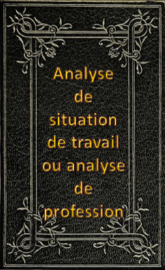 Analyse
de
situation
de travail
ou analyse
de
profession